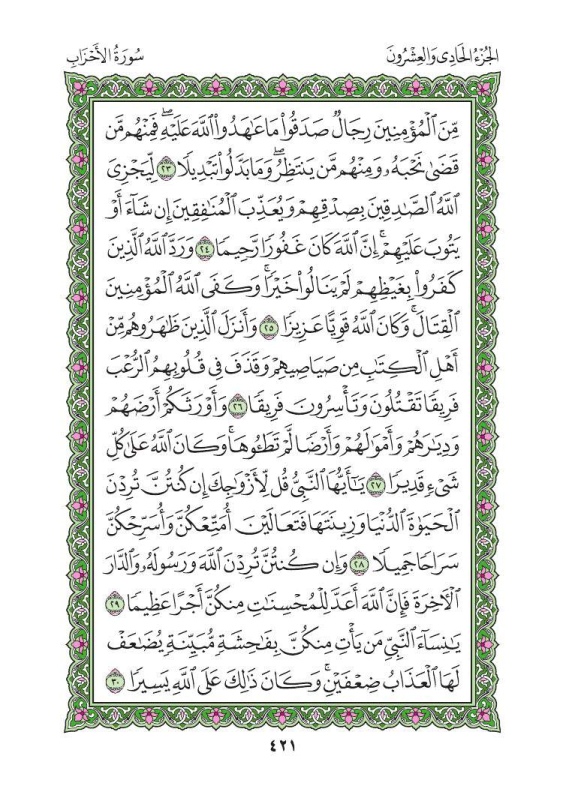 الجُزْءُ الحَادِى وَالعِشْرُونَ
سُورَةُ الأَحْزَابِ
مِّنَ ٱلْمُؤْمِنِينَ رِجَالٌ صَدَقُوا۟ مَا عَٰهَدُوا۟ ٱللَّهَ عَلَيْهِ ۖ فَمِنْهُم مَّن
قَضَىٰ نَحْبَهُۥ وَمِنْهُم مَّن يَنتَظِرُ ۖ وَمَا بَدَّلُوا۟ تَبْدِيلًا ٢٣ لِّيَجْزِىَ
ٱللَّهُ ٱلصَّٰدِقِينَ بِصِدْقِهِمْ وَيُعَذِّبَ ٱلْمُنَٰفِقِينَ إِن شَآءَ أَوْ
يَتُوبَ عَلَيْهِمْ ۚ إِنَّ ٱللَّهَ كَانَ غَفُورًا رَّحِيمًا ٢٤ وَرَدَّ ٱللَّهُ ٱلَّذِينَ
كَفَرُوا۟ بِغَيْظِهِمْ لَمْ يَنَالُوا۟ خَيْرًا ۚ وَكَفَى ٱللَّهُ ٱلْمُؤْمِنِينَ
ٱلْقِتَالَ ۚ وَكَانَ ٱللَّهُ قَوِيًّا عَزِيزًا ٢٥ وَأَنزَلَ ٱلَّذِينَ ظَٰهَرُوهُم مِّنْ
أَهْلِ ٱلْكِتَٰبِ مِن صَيَاصِيهِمْ وَقَذَفَ فِى قُلُوبِهِمُ ٱلرُّعْبَ
فَرِيقًا تَقْتُلُونَ وَتَأْسِرُونَ فَرِيقًا ٢٦ وَأَوْرَثَكُمْ أَرْضَهُمْ
وَدِيَٰرَهُمْ وَأَمْوَٰلَهُمْ وَأَرْضًا لَّمْ تَطَـُٔوهَا ۚ وَكَانَ ٱللَّهُ عَلَىٰ كُلِّ
شَىْءٍ قَدِيرًا ٢٧ يَٰٓأَيُّهَا ٱلنَّبِىُّ قُل لِّأَزْوَٰجِكَ إِن كُنتُنَّ تُرِدْنَ
ٱلْحَيَوٰةَ ٱلدُّنْيَا وَزِينَتَهَا فَتَعَالَيْنَ أُمَتِّعْكُنَّ وَأُسَرِّحْكُنَّ
سَرَاحًا جَمِيلًا ٢٨ وَإِن كُنتُنَّ تُرِدْنَ ٱللَّهَ وَرَسُولَهُۥ وَٱلدَّارَ
ٱلْءَاخِرَةَ فَإِنَّ ٱللَّهَ أَعَدَّ لِلْمُحْسِنَٰتِ مِنكُنَّ أَجْرًا عَظِيمًا ٢٩
يَٰنِسَآءَ ٱلنَّبِىِّ مَن يَأْتِ مِنكُنَّ بِفَٰحِشَةٍ مُّبَيِّنَةٍ يُضَٰعَفْ
لَهَا ٱلْعَذَابُ ضِعْفَيْنِ ۚ وَكَانَ ذَٰلِكَ عَلَى ٱللَّهِ يَسِيرًا ٣٠
٤٢١